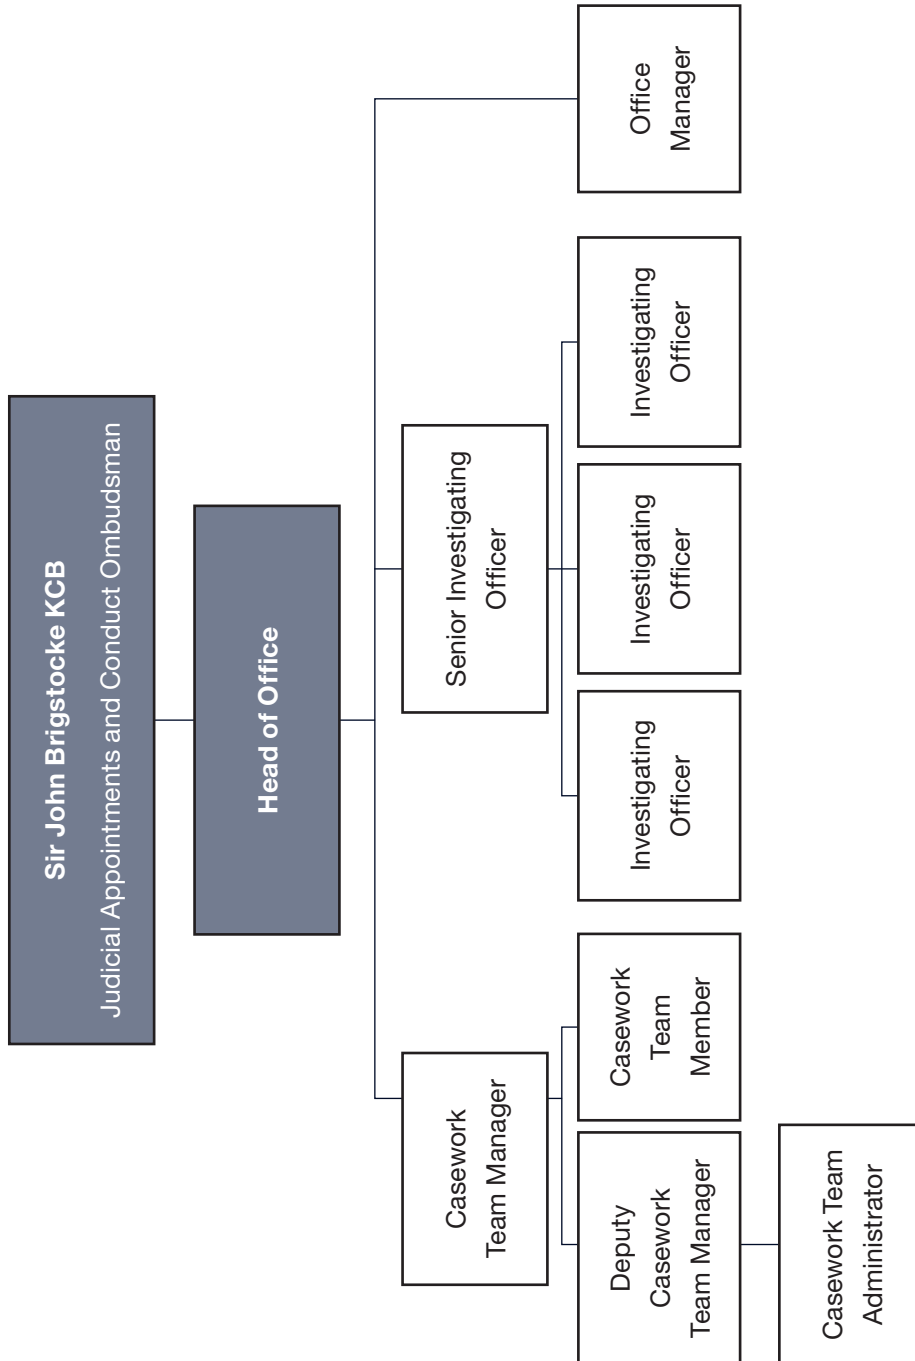 Sir John Brigstocke KCB
Judicial Appointments and Conduct Ombudsman
Head of Office
Casework
Team Manager
Senior Investigating
Officer
Deputy
Casework
Team Manager
Casework
Team
Member
Investigating
Officer
Investigating
Officer
Investigating
Officer
Office
Manager
Casework Team
Administrator